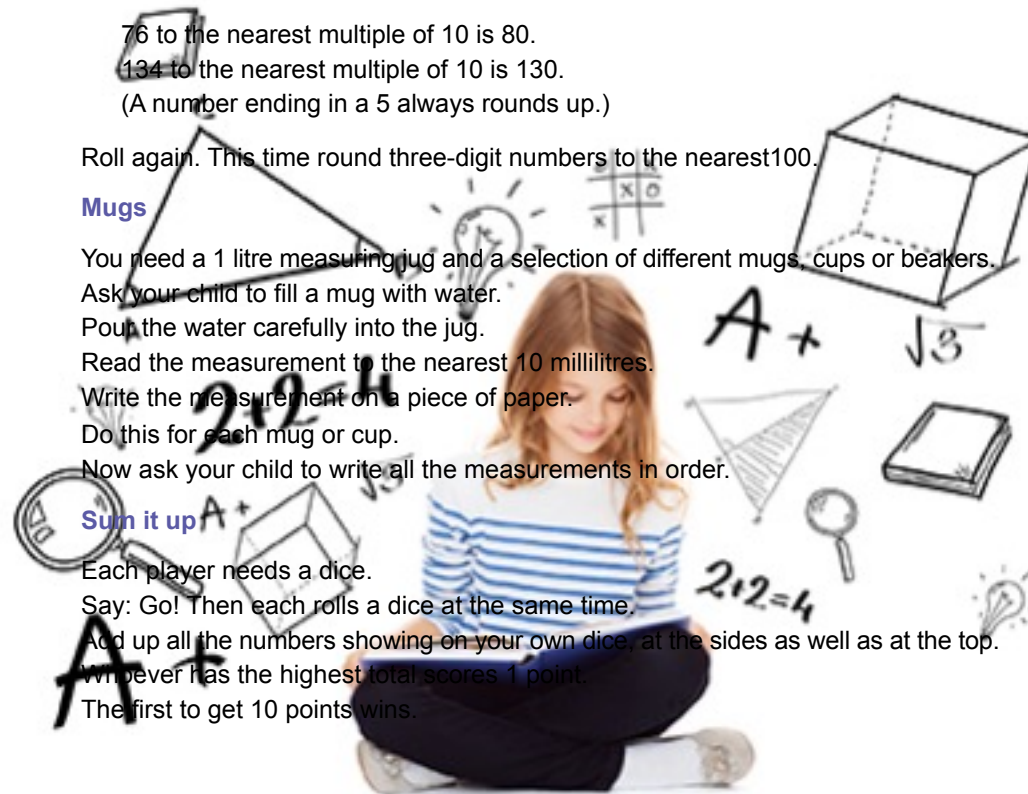 76 to the nearest multiple of 10 is 80.
134 to the nearest multiple of 10 is 130.
(A number ending in a 5 always rounds up.)
Roll again. This time round three-digit numbers to the nearest100.
Mugs
You need a 1 litre measuring jug and a selection of different mugs, cups or beakers.
Ask your child to fill a mug with water.
Pour the water carefully into the jug.
Read the measurement to the nearest 10 millilitres.
Write the measurement on a piece of paper.
Do this for each mug or cup.
Now ask your child to write all the measurements in order.
Sum it up
Each player needs a dice.
Say: Go! Then each rolls a dice at the same time.
Add up all the numbers showing on your own dice, at the sides as well as at the top.
Whoever has the highest total scores 1 point.
The first to get 10 points wins.
X O
X
A +
√3
2+2=4
√3
A +
2+2=4
A +